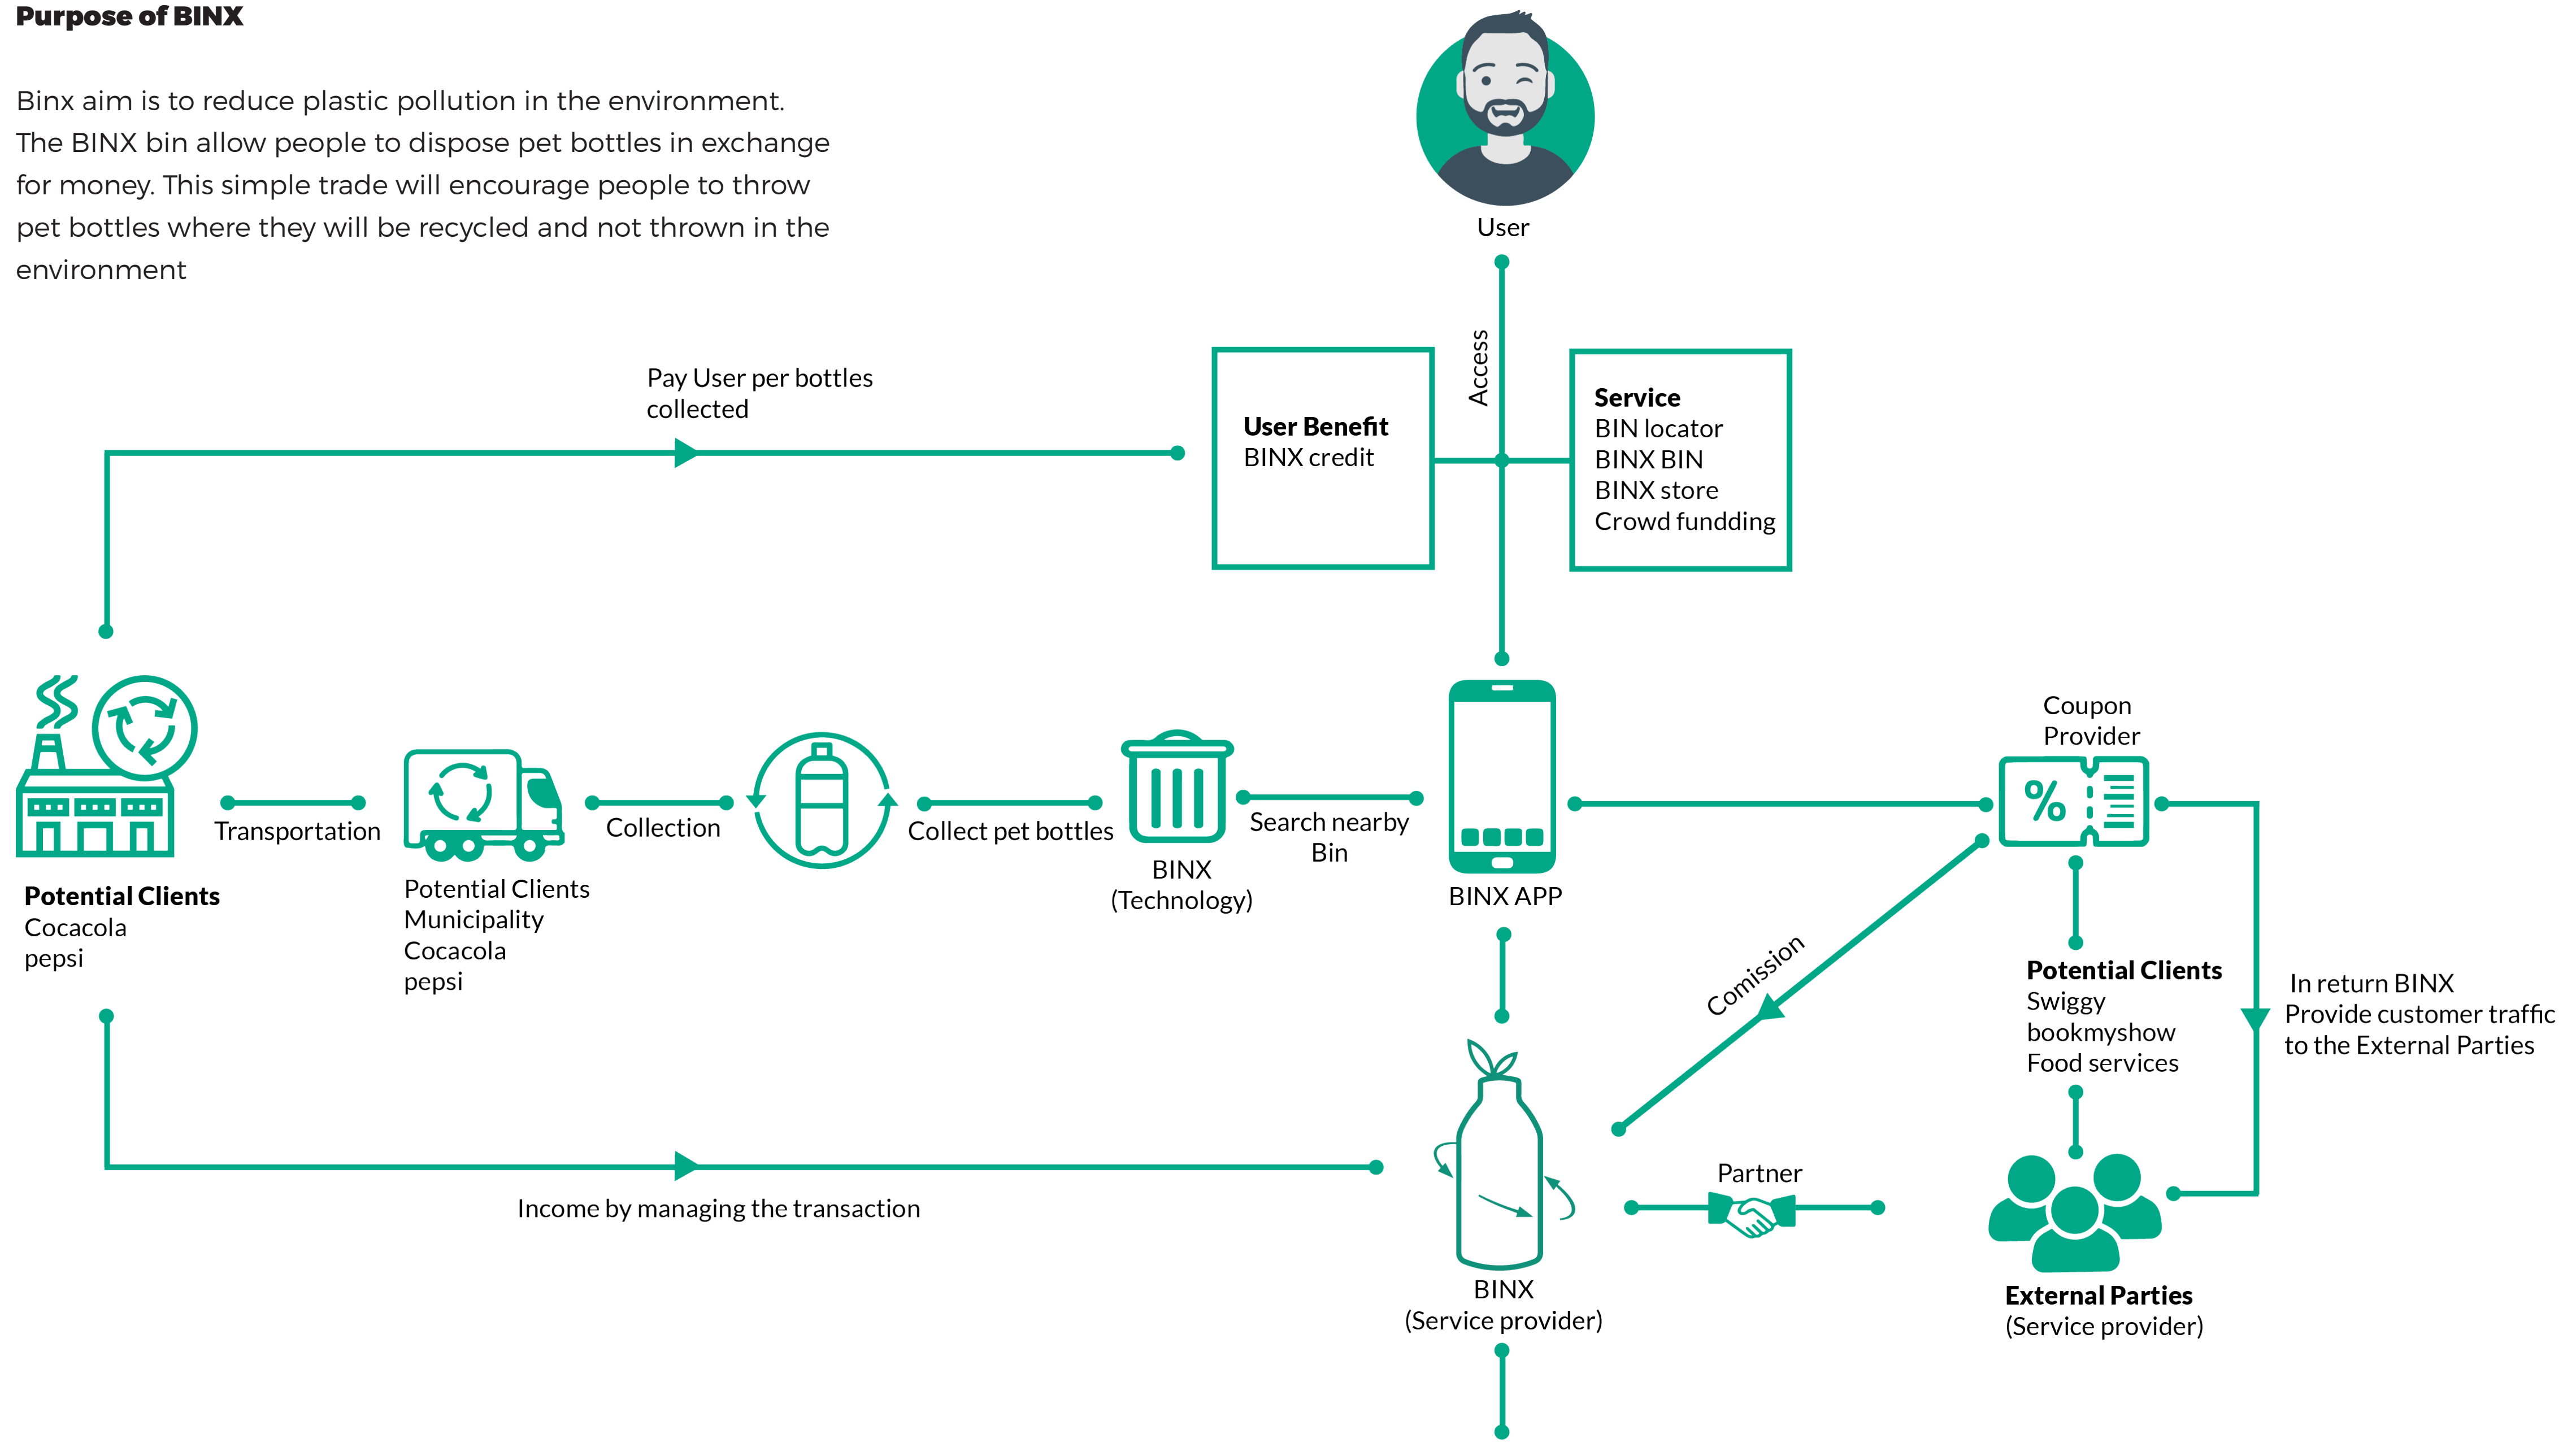 Purpose of BINX
Binx aim is to reduce plastic pollution in the environment.
The BINX bin allow people to dispose pet bottles in exchange
for money. This simple trade will encourage people to throw
pet bottles where they will be recycled and not thrown in the
environment
User
Access
Pay User per bottles
collected
User Benefit
BINX credit
Service
BIN locator
BINX BIN
BINX store
Crowd fundding
Potential Clients
Cocacola
pepsi
Transportation
Potential Clients
Municipality
Cocacola
pepsi
Collection
Collect pet bottles
BINX
(Technology)
Search nearby
Bin
BINX APP
Coupon
Provider
%
Comission
Potential Clients
Swiggy
bookmyshow
Food services
In return BINX
Provide customer traffic
to the External Parties
Income by managing the transaction
BINX
(Service provider)
Partner
External Parties
(Service provider)